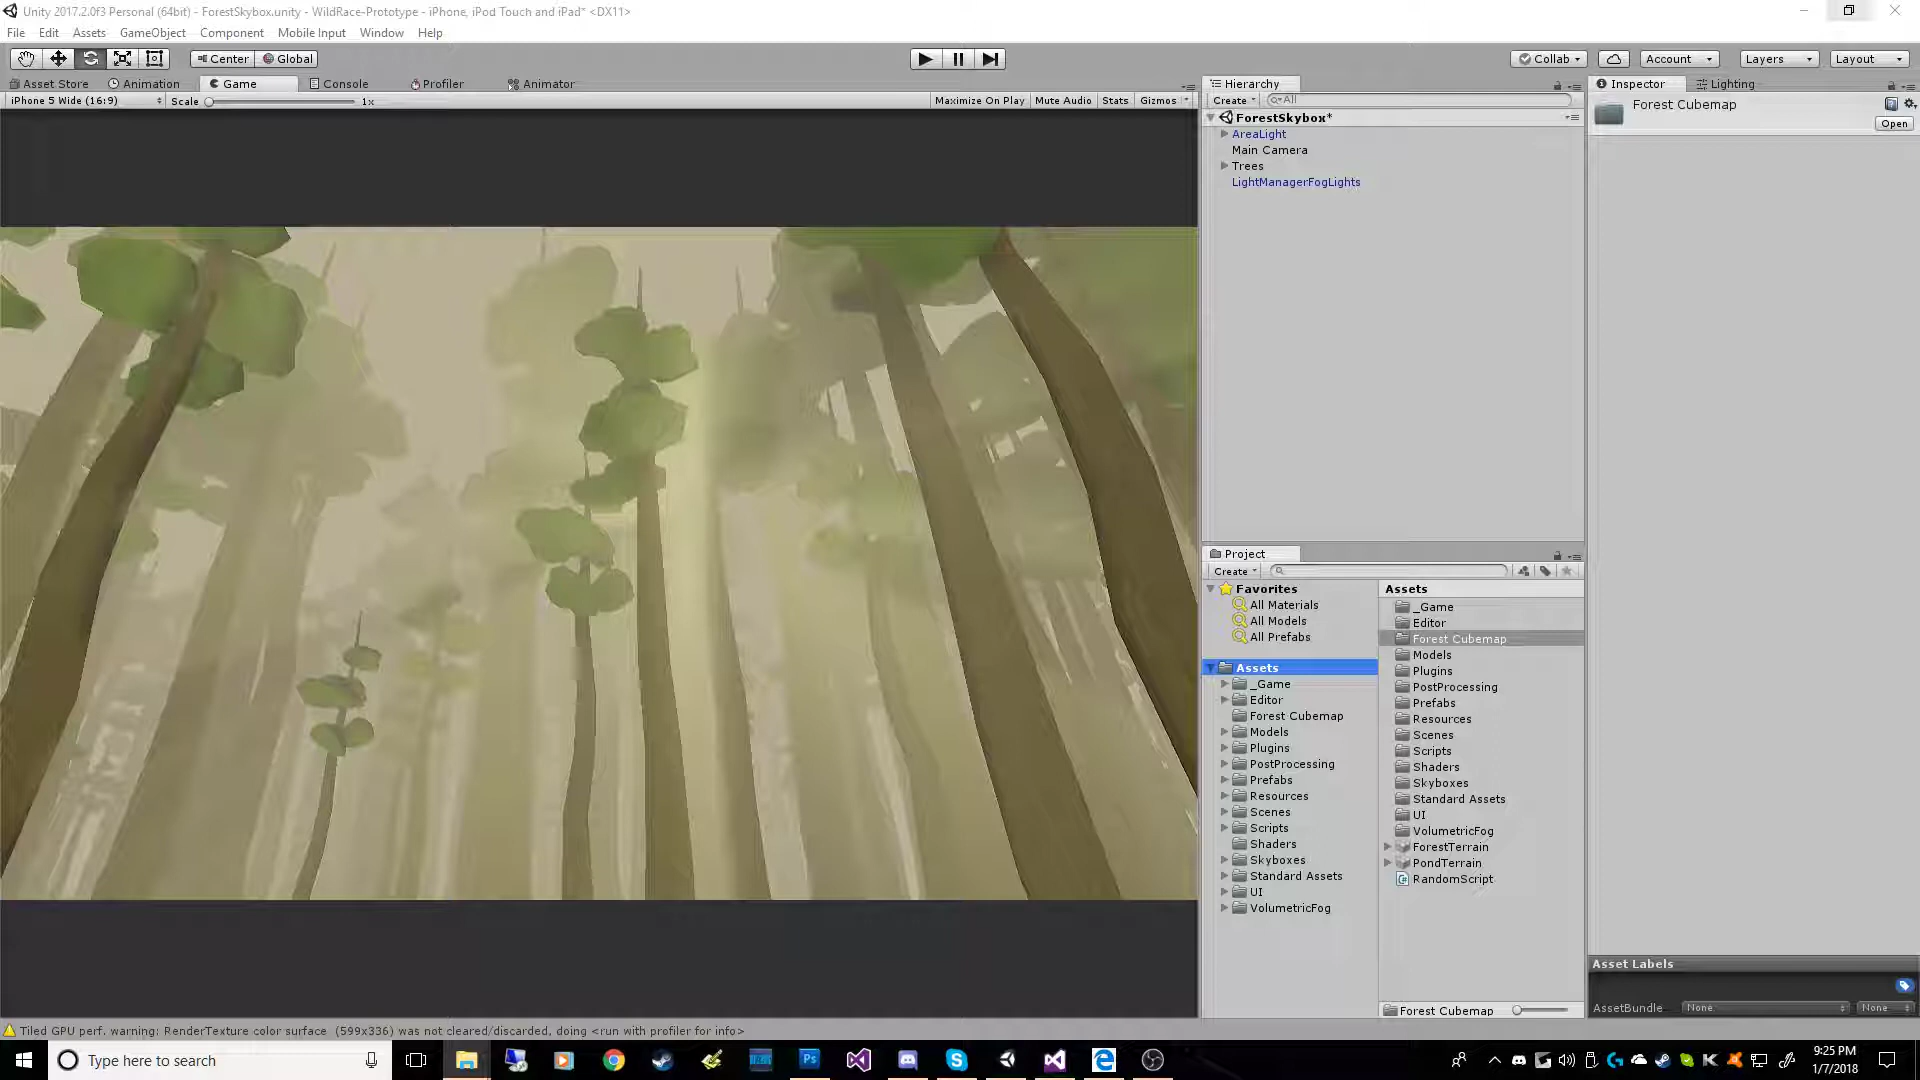 Unity 2017.2.0f3 Personal (64bit) - ForestSkybox.unity - WildRace-Prototype - iPhone, iPod Touch and iPad* <DX11>
File Edit Assets GameObject Component Mobile Input Window Help
Center Global Collab Account Layers Layout
Asset Store Animation Game Console Profiler Animator
iPhone 5 Wide (16:9) Scale 1x Maximize On Play Mute Audio Stats Gizmos
Hierarchy
Create All
ForestSkybox*
AreaLight
Main Camera
Trees
LightManagerFogLights
Inspector Lighting
Forest Cubemap
Open
Project
Create
Favorites
All Materials
All Models
All Prefabs
Assets
_Game
Editor
Forest Cubemap
Models
Plugins
PostProcessing
Prefabs
Resources
Scenes
Scripts
Shaders
Skyboxes
Standard Assets
UI
VolumetricFog
Assets
_Game
Editor
Forest Cubemap
Models
Plugins
PostProcessing
Prefabs
Resources
Scenes
Scripts
Shaders
Skyboxes
Standard Assets
UI
VolumetricFog
ForestTerrain
PondTerrain
RandomScript
Forest Cubemap
Asset Labels
AssetBundle None None
Tiled GPU perf. warning: RenderTexture color surface (599x336) was not cleared/discarded, doing <run with profiler for info>
Type here to search
Ps
9:25 PM
1/7/2018